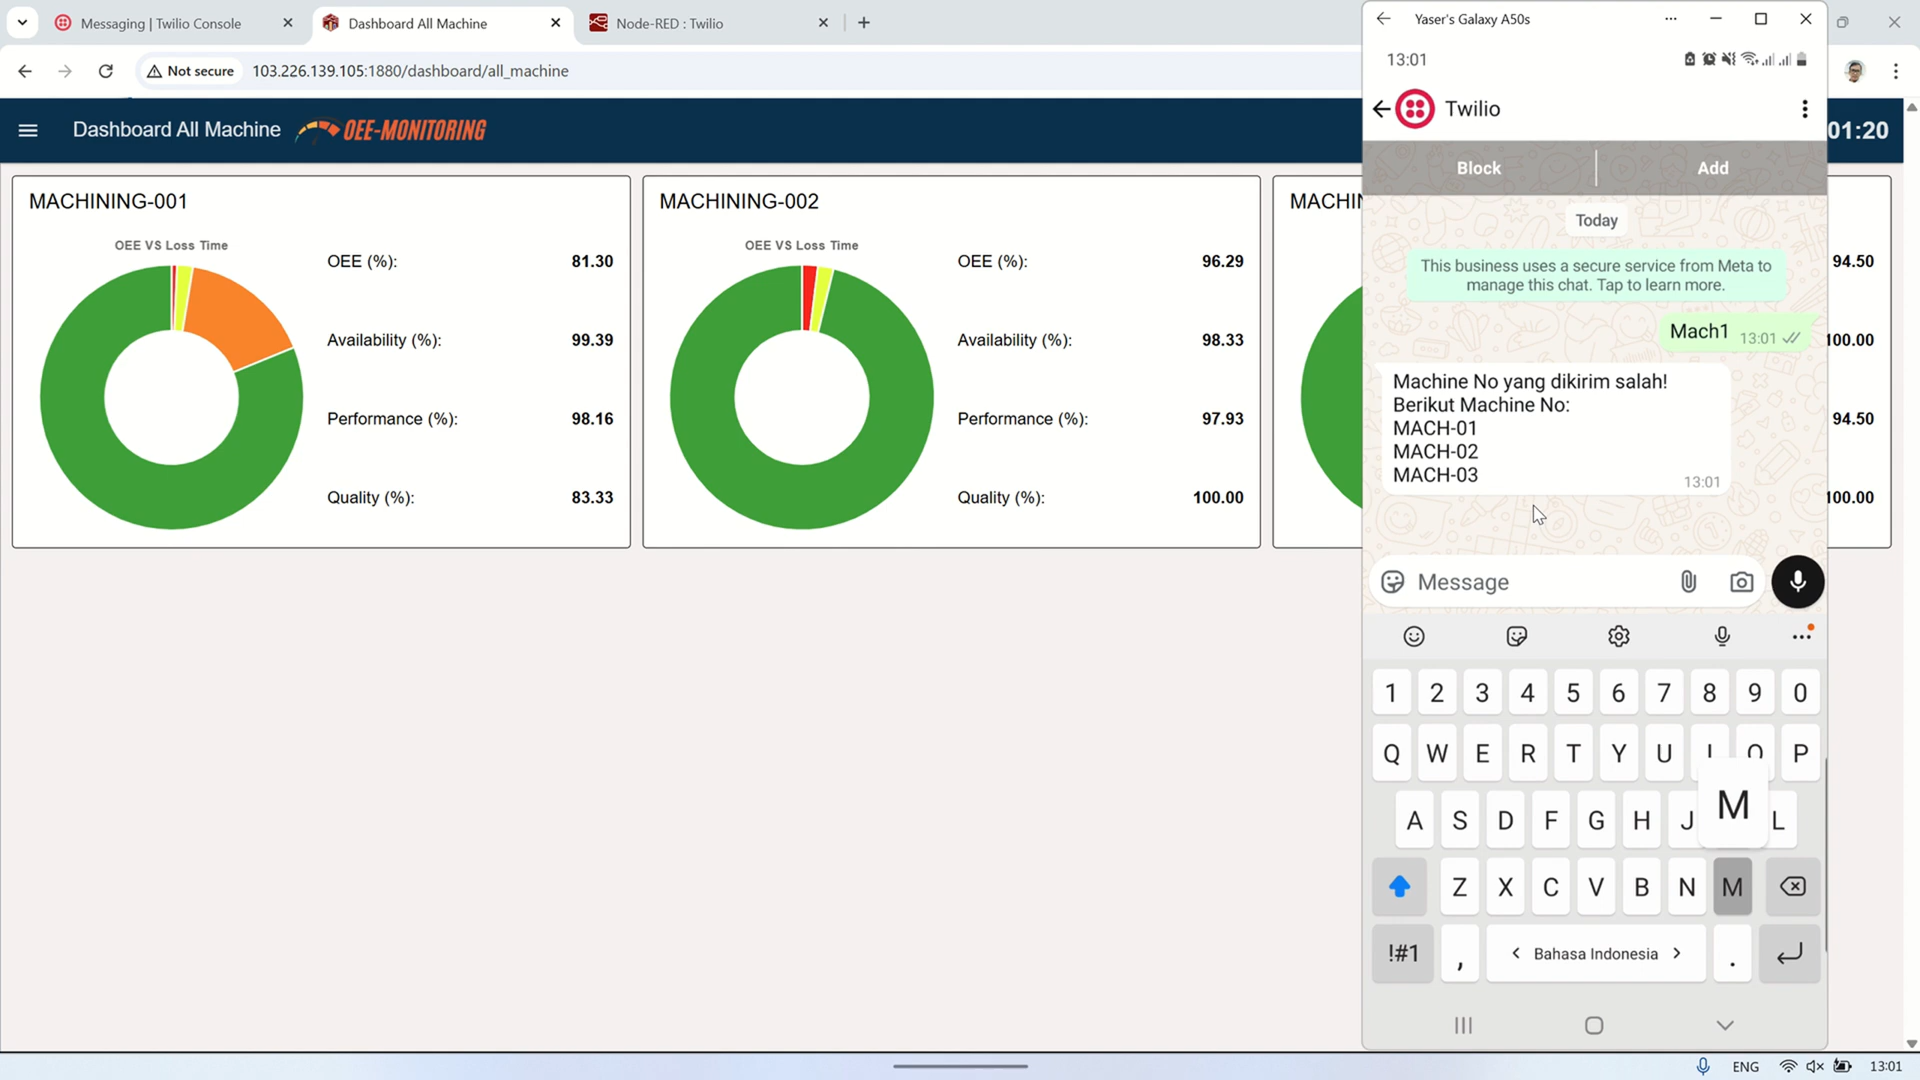 Messaging | Twilio Console
Dashboard All Machine
Node-RED : Twilio
Not secure
103.226.139.105:1880/dashboard/all_machine
Dashboard All Machine
OEE-MONITORING
01:20
MACHINING-001
OEE VS Loss Time
OEE (%): 81.30
Availability (%): 99.39
Performance (%): 98.16
Quality (%): 83.33
MACHINING-002
OEE VS Loss Time
OEE (%): 96.29
Availability (%): 98.33
Performance (%): 97.93
Quality (%): 100.00
94.50
100.00
94.50
100.00
Yaser's Galaxy A50s
13:01
Twilio
Block
Add
Today
This business uses a secure service from Meta to
manage this chat. Tap to learn more.
Mach1 13:01
Machine No yang dikirim salah!
Berikut Machine No:
MACH-01
MACH-02
MACH-03
13:01
Message
1 2 3 4 5 6 7 8 9 0
Q W E R T Y U I O P
A S D F G H J M L
Z X C V B N M
!#1 , < Bahasa Indonesia > .
ENG 13:01